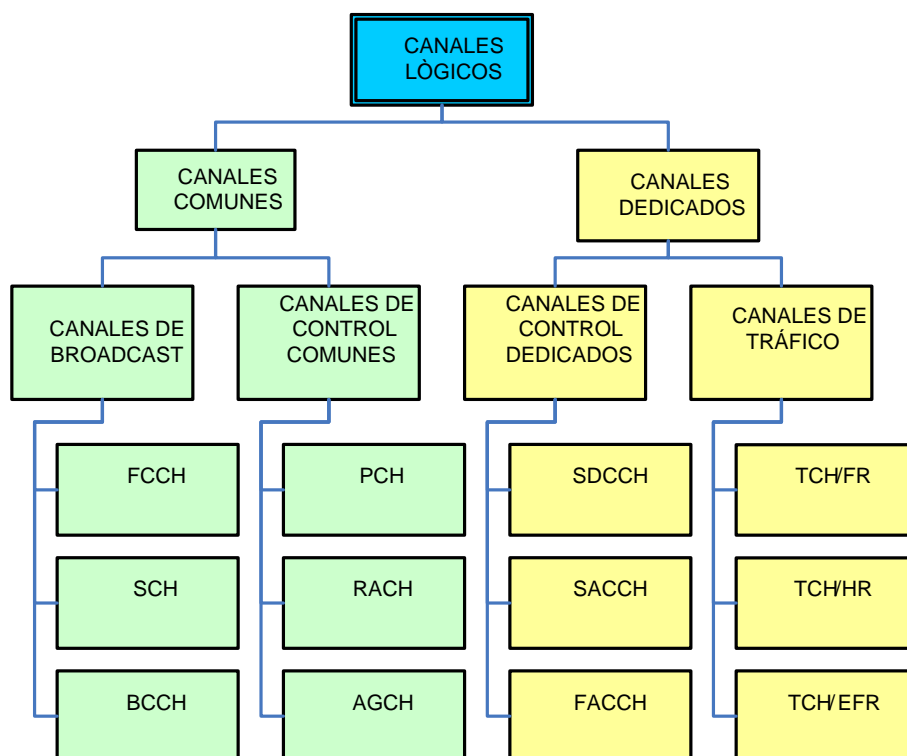 CANALES
LÒGICOS
CANALES
COMUNES
CANALES
DEDICADOS
CANALES DE
BROADCAST
CANALES DE
CONTROL
COMUNES
CANALES DE
CONTROL
DEDICADOS
CANALES DE
TRÁFICO
FCCH
PCH
SDCCH
TCH/FR
SCH
RACH
SACCH
TCH/HR
BCCH
AGCH
FACCH
TCH/EFR